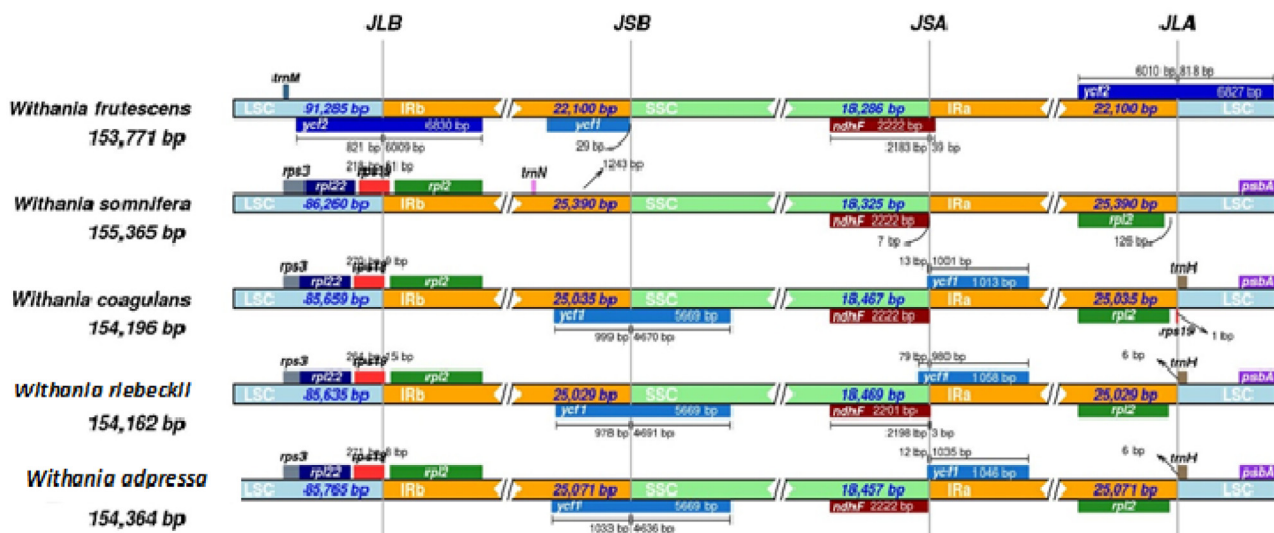 JLB JSB JSA JLA
6010 bp 818 bp
trnM ycf2 6827 bp
Withania frutescens LSC 91,285 bp IRb 22,100 bp SSC 18,286 bp IRa 22,100 bp LSC
153,771 bp
ycf2 6830 bp ycf1 ndhF 2222 bp
821 bp 6009 bp 29 bp 2183 bp 39 bp
1243 bp
rps3 rps19 trnN
rpl22 rpl2 psbA
Withania somnifera LSC 86,260 bp IRb 25,390 bp SSC 18,325 bp IRa 25,390 bp LSC
155,365 bp
ndhF 2222 bp rpl2
7 bp 126 bp
13 bp 1001 bp
rps3 rps19 trnH
rpl22 rpl2 ycf1 1013 bp psbA
Withania coagulans LSC 85,659 bp IRb 25,035 bp SSC 18,467 bp IRa 25,035 bp LSC
154,196 bp
ycf1 5669 bp ndhF 2222 bp rpl2
999 bp 4670 bp rps19 1 bp
79 bp 980 bp 6 bp
rps3 rps19 trnH
rpl22 rpl2 ycf1 1058 bp psbA
Withania riebeckii LSC 85,635 bp IRb 25,029 bp SSC 18,469 bp IRa 25,029 bp LSC
154,162 bp
ycf1 5669 bp ndhF 2201 bp rpl2
978 bp 4691 bp 2198 bp 3 bp
12 bp 1035 bp 6 bp
rps3 rps19 trnH
rpl22 rpl2 ycf1 1046 bp psbA
Withania adpressa LSC 85,765 bp IRb 25,071 bp SSC 18,457 bp IRa 25,071 bp LSC
154,364 bp
ycf1 5669 bp ndhF 2222 bp rpl2
1033 bp 4636 bp